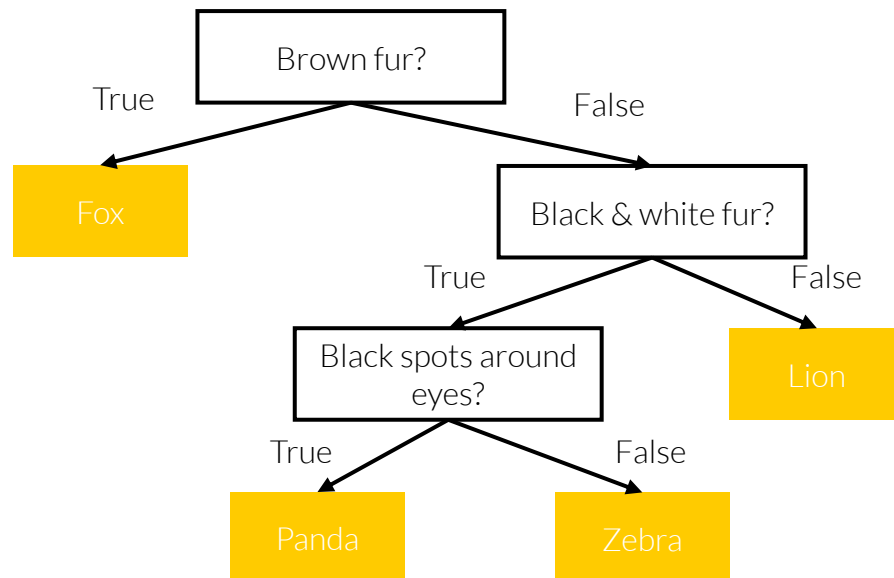 Brown fur?
True
False
Fox
Black & white fur?
True
False
Black spots around
eyes?
Lion
True
False
Panda
Zebra